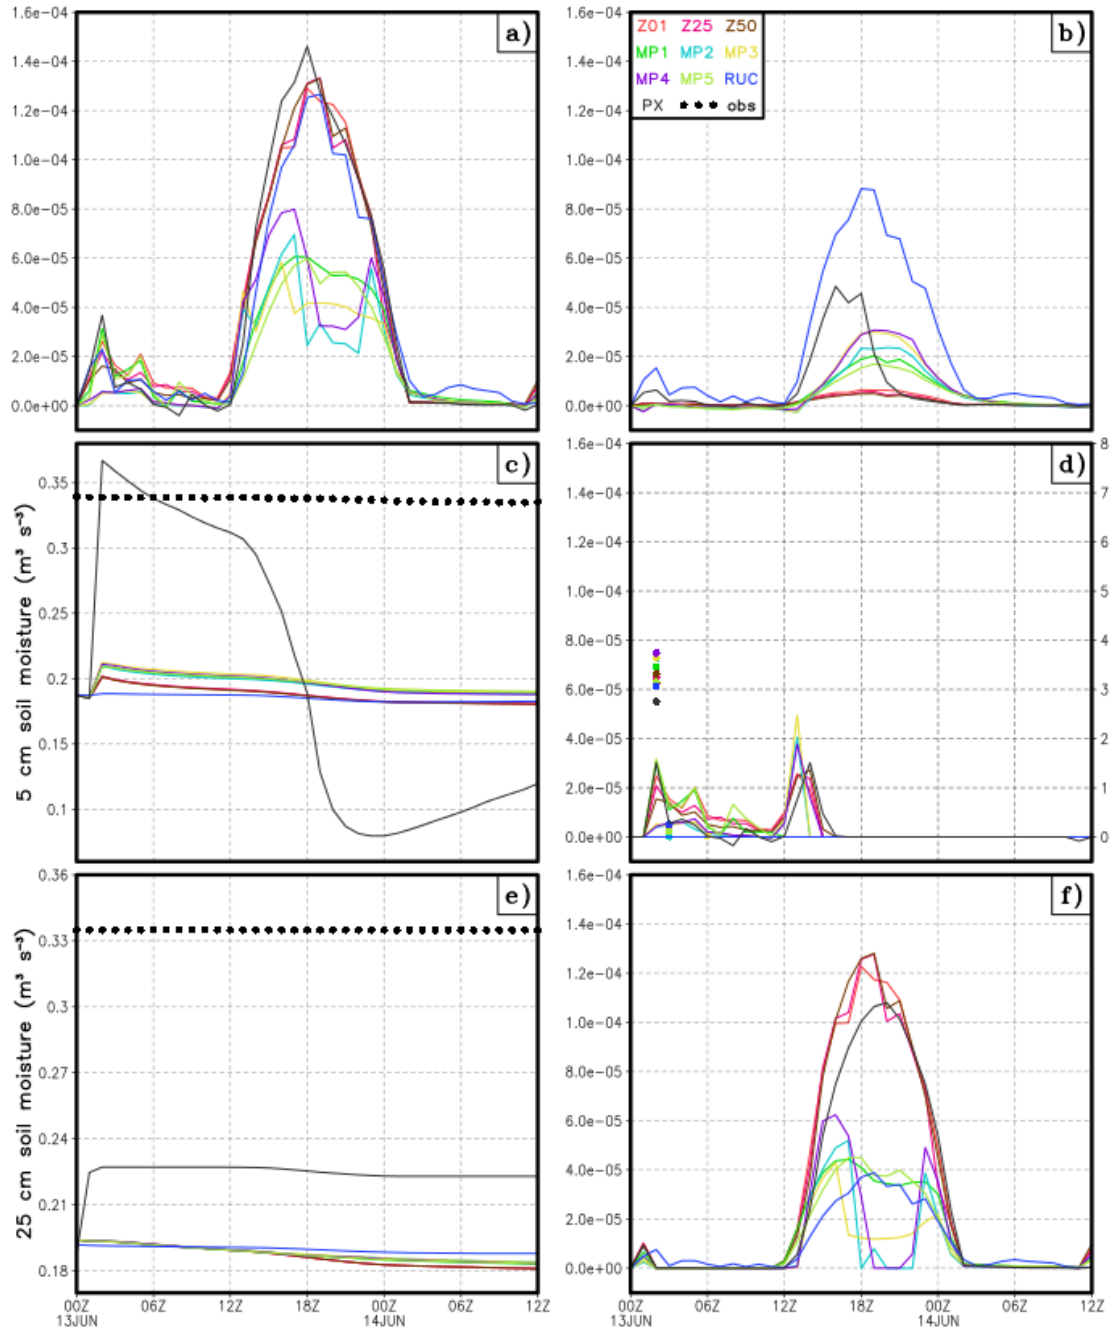 1.6e-04
1.4e-04
1.2e-04
1.0e-04
8.0e-05
6.0e-05
4.0e-05
2.0e-05
0.0e+00
a)
1.6e-04
1.4e-04
1.2e-04
1.0e-04
8.0e-05
6.0e-05
4.0e-05
2.0e-05
0.0e+00
b)
Z01 Z25 Z50
MP1 MP2 MP3
MP4 MP5 RUC
PX obs
5 cm soil moisture (m³ s⁻³)
0.35
0.3
0.25
0.2
0.15
0.1
c)
1.6e-04
1.4e-04
1.2e-04
1.0e-04
8.0e-05
6.0e-05
4.0e-05
2.0e-05
0.0e+00
d)
8
7
6
5
4
3
2
1
0
25 cm soil moisture (m³ s⁻³)
0.36
0.33
0.3
0.27
0.24
0.21
0.18
e)
00Z 06Z 12Z 18Z 00Z 06Z 12Z
13JUN 14JUN
1.6e-04
1.4e-04
1.2e-04
1.0e-04
8.0e-05
6.0e-05
4.0e-05
2.0e-05
0.0e+00
f)
00Z 06Z 12Z 18Z 00Z 06Z 12Z
13JUN 14JUN